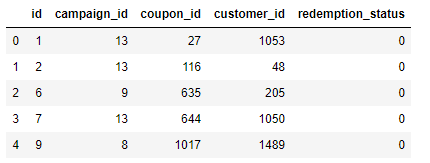 id campaign_id coupon_id customer_id redemption_status
0 1 13 27 1053 0
1 2 13 116 48 0
2 6 9 635 205 0
3 7 13 644 1050 0
4 9 8 1017 1489 0